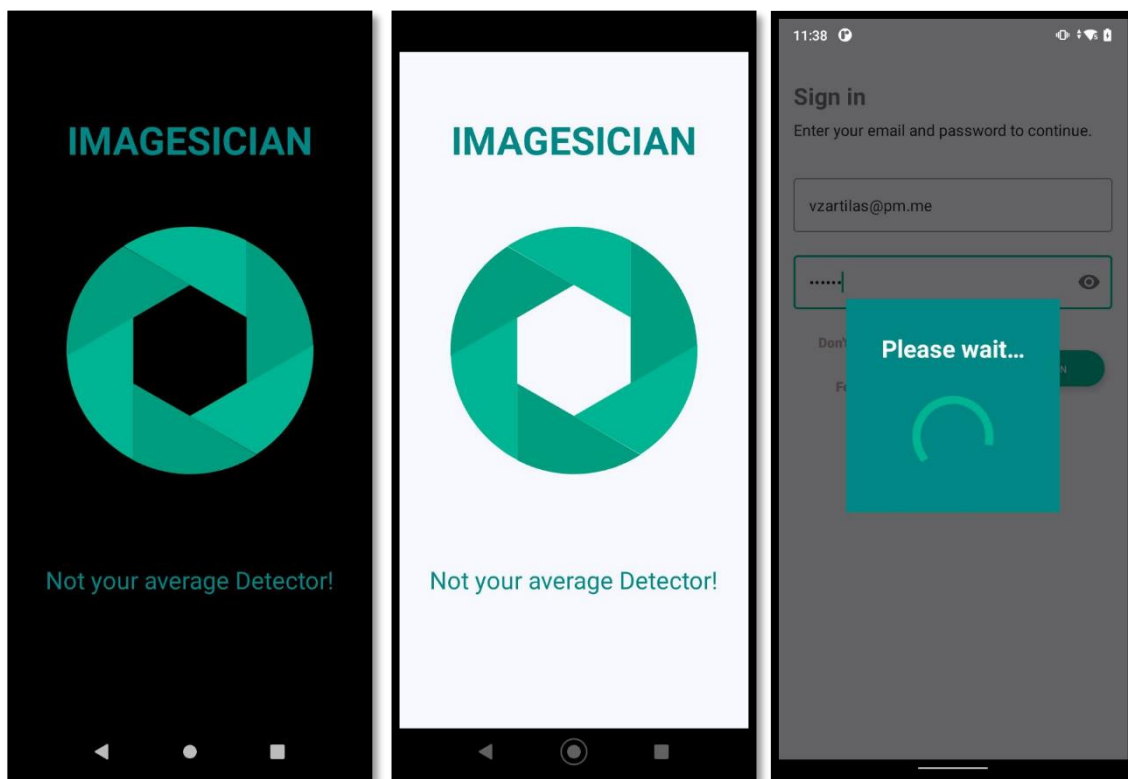 IMAGESICIAN
Not your average Detector!
IMAGESICIAN
Not your average Detector!
11:38
Sign in
Enter your email and password to continue.
vzartilas@pm.me
••••••
Don't
Please wait...
N